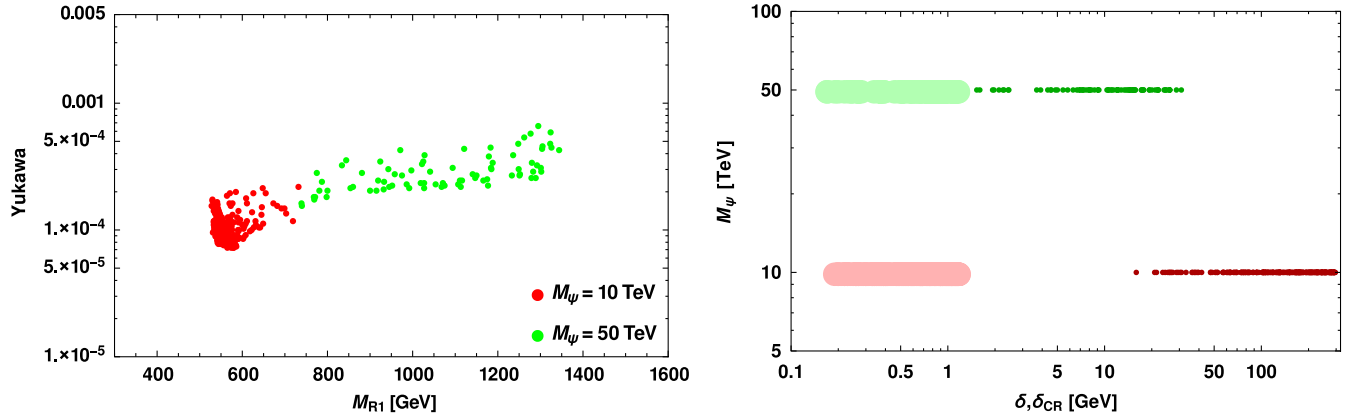 0.005
0.001
5.×10⁻⁴
1.×10⁻⁴
5.×10⁻⁵
1.×10⁻⁵
Yukawa
400 600 800 1000 1200 1400 1600
M_R1 [GeV]
M_ψ = 10 TeV
M_ψ = 50 TeV
100
50
10
5
M_ψ [TeV]
0.1 0.5 1 5 10 50 100
δ,δ_CR [GeV]